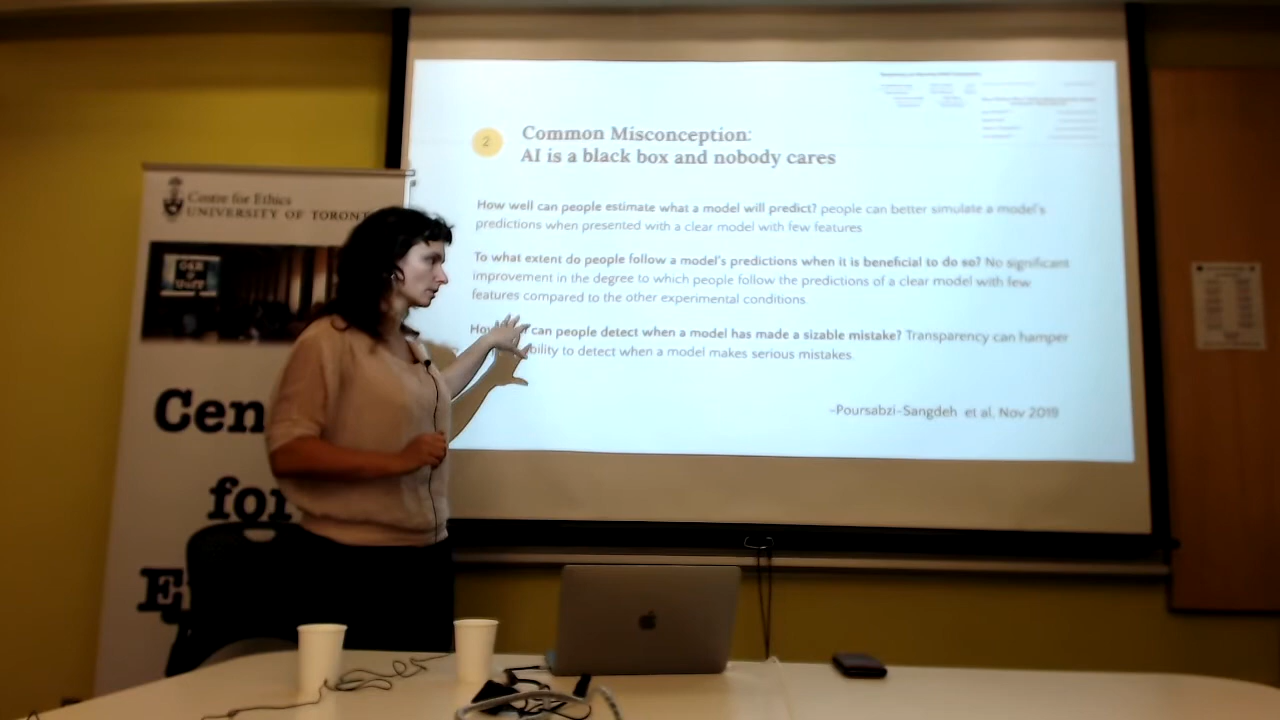 Centre for Ethics
UNIVERSITY OF TORONT
Cen
for
E
2
Common Misconception:
AI is a black box and nobody cares
How well can people estimate what a model will predict? people can better simulate a model's
predictions when presented with a clear model with few features
To what extent do people follow a model's predictions when it is beneficial to do so? No significant
improvement in the degree to which people follow the predictions of a clear model with few
features compared to the other experimental conditions
How can people detect when a model has made a sizable mistake? Transparency can hamper
bility to detect when a model makes serious mistakes
-Poursabzi-Sangdeh et al, Nov 2019